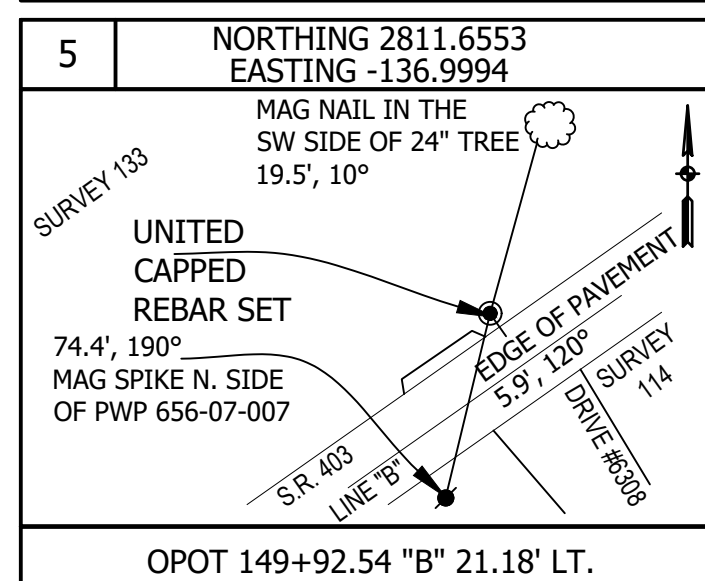 5
NORTHING 2811.6553
EASTING -136.9994
MAG NAIL IN THE
SW SIDE OF 24" TREE
19.5', 10°
SURVEY 133
UNITED
CAPPED
REBAR SET
74.4', 190°
MAG SPIKE N. SIDE
OF PWP 656-07-007
EDGE OF PAVEMENT
5.9', 120°
SURVEY
114
DRIVE #6308
S.R. 403
LINE "B"
OPOT 149+92.54 "B" 21.18' LT.